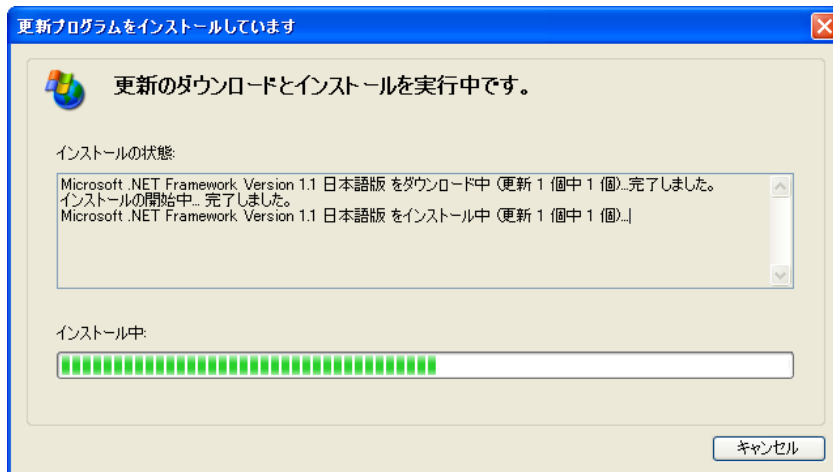 更新プログラムをインストールしています
更新のダウンロードとインストールを実行中です。
インストールの状態:
Microsoft .NET Framework Version 1.1 日本語版 をダウンロード中 (更新 1 個中 1 個)...完了しました。
インストールの開始中... 完了しました。
Microsoft .NET Framework Version 1.1 日本語版 をインストール中 (更新 1 個中 1 個)...
インストール中:
キャンセル